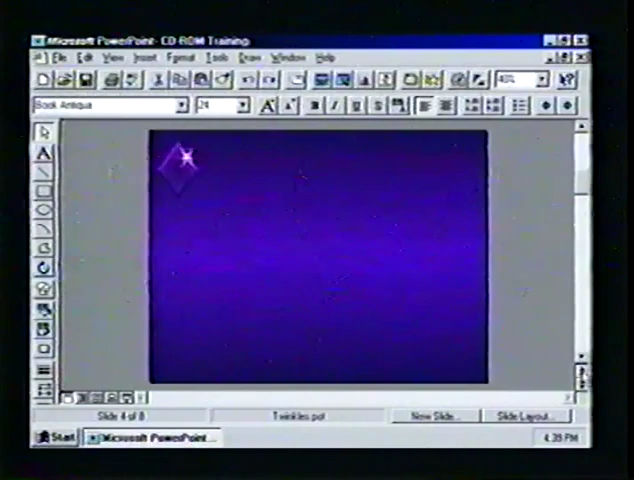 Microsoft PowerPoint - CD-ROM Training
File Edit View Insert Format Tools Draw Window Help
40%
Book Antiqua 24
Slide 4 of 8 Twinkles.pot New Slide... Slide Layout...
Start Microsoft PowerPoint... 4:39 PM